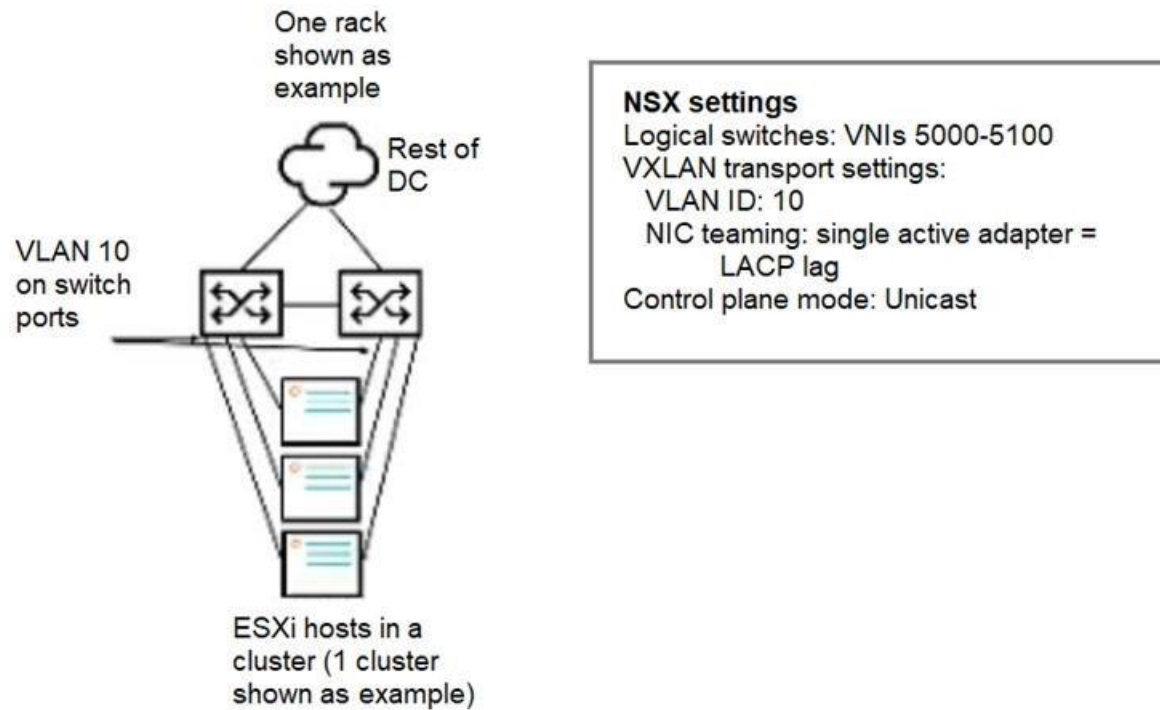 One rack
shown as
example
Rest of
DC
VLAN 10
on switch
ports
ESXi hosts in a
cluster (1 cluster
shown as example)
NSX settings
Logical switches: VNIs 5000-5100
VXLAN transport settings:
VLAN ID: 10
NIC teaming: single active adapter =
LACP lag
Control plane mode: Unicast